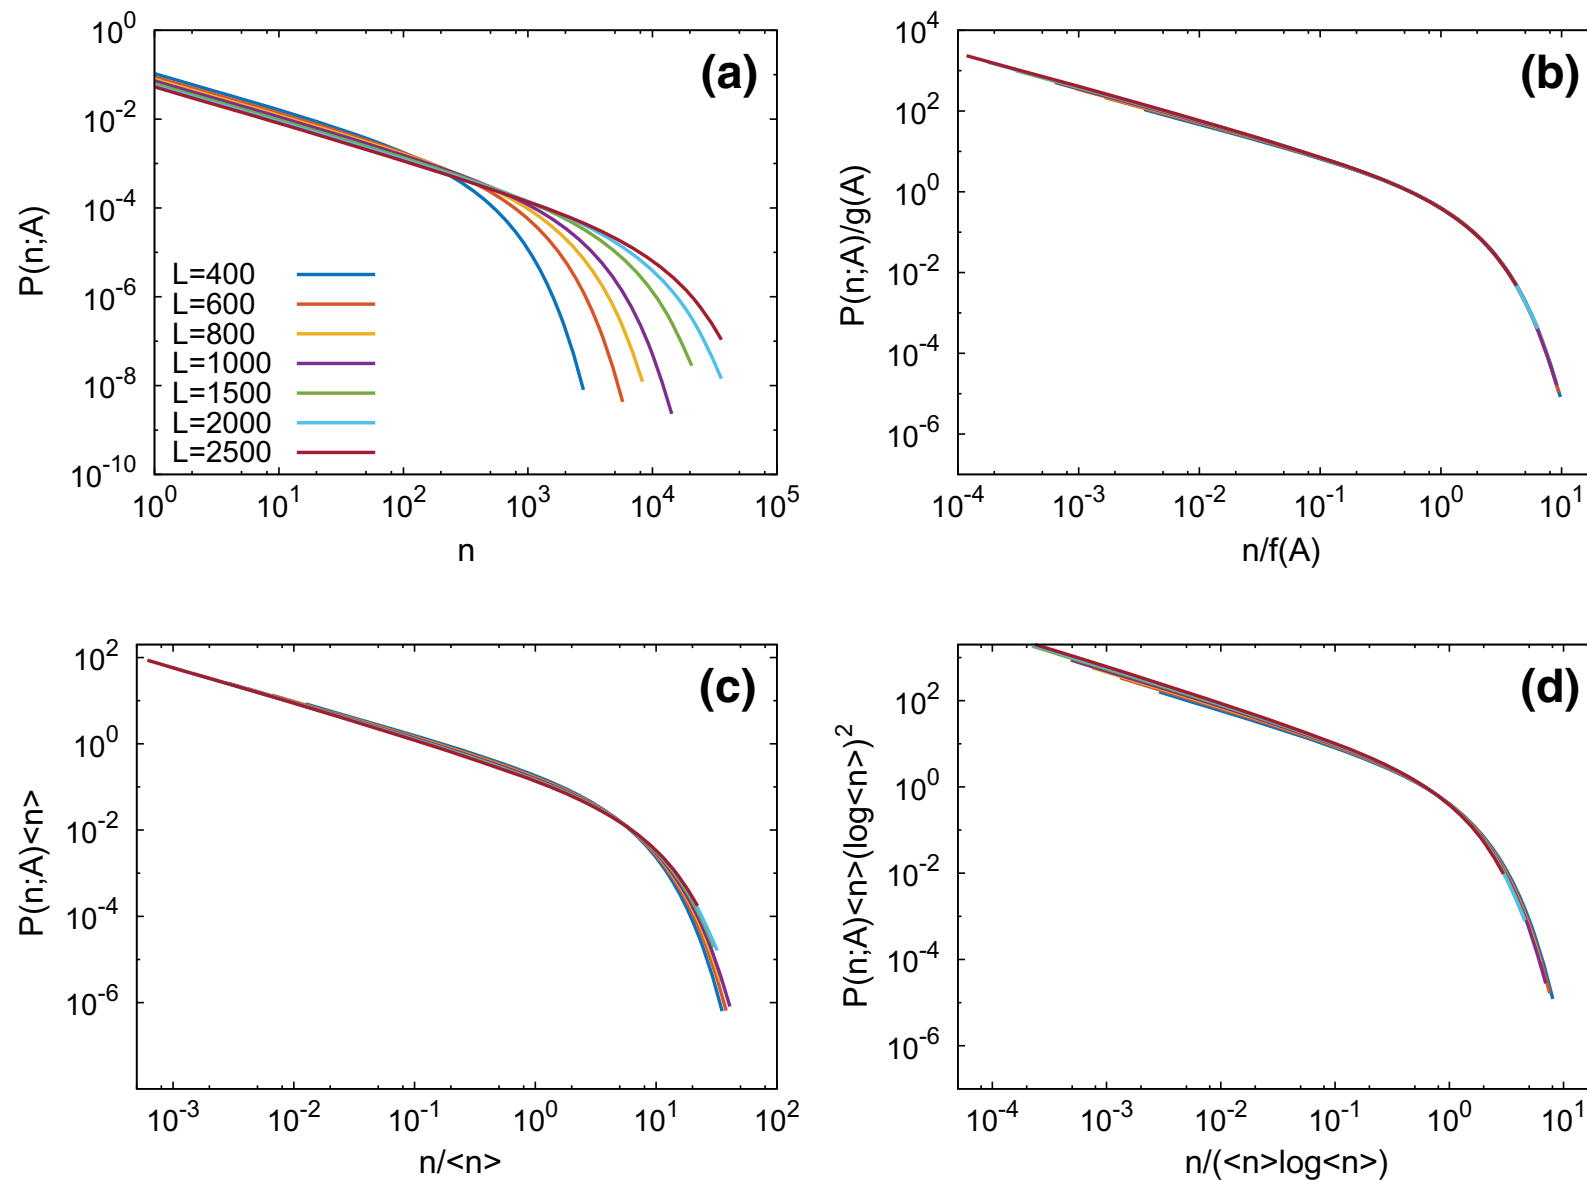 (a)
P(n;A)
10^0
10^-2
10^-4
10^-6
10^-8
10^-10
L=400
L=600
L=800
L=1000
L=1500
L=2000
L=2500
10^0 10^1 10^2 10^3 10^4 10^5
n
(b)
P(n;A)/g(A)
10^4
10^2
10^0
10^-2
10^-4
10^-6
10^-4 10^-3 10^-2 10^-1 10^0 10^1
n/f(A)
(c)
P(n;A)<n>
10^2
10^0
10^-2
10^-4
10^-6
10^-3 10^-2 10^-1 10^0 10^1 10^2
n/<n>
(d)
P(n;A)<n>(log<n>)^2
10^2
10^0
10^-2
10^-4
10^-6
10^-4 10^-3 10^-2 10^-1 10^0 10^1
n/(<n>log<n>)